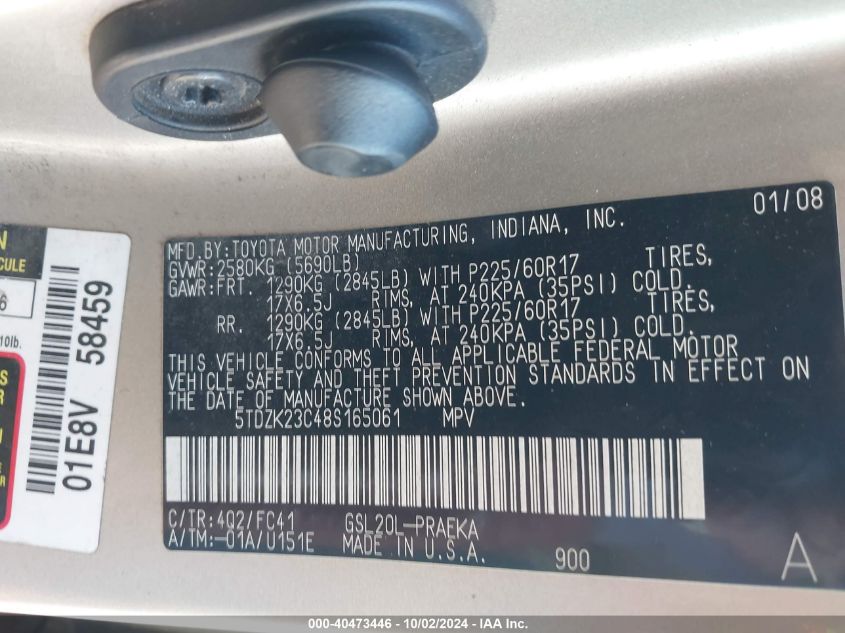 01/08
MFD. BY:TOYOTA MOTOR MANUFACTURING, INDIANA, INC.
GVWR:2580KG (5690LB)
GAWR:FRT. 1290KG (2845LB) WITH P225/60R17 TIRES,
17X6.5J RIMS, AT 240KPA (35PSI) COLD.
RR. 1290KG (2845LB) WITH P225/60R17 TIRES,
17X6.5J RIMS, AT 240KPA (35PSI) COLD.
THIS VEHICLE CONFORMS TO ALL APPLICABLE FEDERAL MOTOR
VEHICLE SAFETY AND THEFT PREVENTION STANDARDS IN EFFECT ON
THE DATE OF MANUFACTURE SHOWN ABOVE.
5TDZK23C48S165061 MPV
C/TR:4Q2/FC41 GSL20L-PRAEKA
A/TM:-01A/U151E MADE IN U.S.A. 900 A
01E8V 58459
10lb.
000-40473446 - 10/02/2024 - IAA Inc.